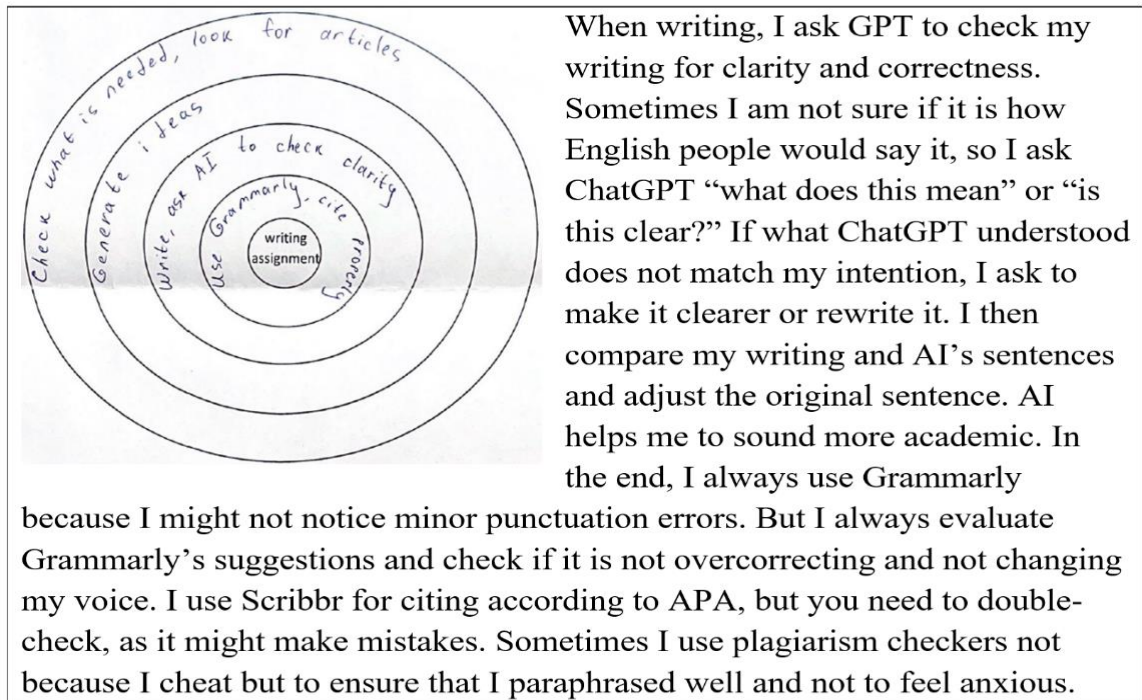 Check what is needed, look for articles
Generate ideas
Write, ask AI to check clarity
Use Grammarly, cite properly
writing
assignment
When writing, I ask GPT to check my
writing for clarity and correctness.
Sometimes I am not sure if it is how
English people would say it, so I ask
ChatGPT “what does this mean” or “is
this clear?” If what ChatGPT understood
does not match my intention, I ask to
make it clearer or rewrite it. I then
compare my writing and AI’s sentences
and adjust the original sentence. AI
helps me to sound more academic. In
the end, I always use Grammarly
because I might not notice minor punctuation errors. But I always evaluate
Grammarly’s suggestions and check if it is not overcorrecting and not changing
my voice. I use Scribbr for citing according to APA, but you need to double-
check, as it might make mistakes. Sometimes I use plagiarism checkers not
because I cheat but to ensure that I paraphrased well and not to feel anxious.